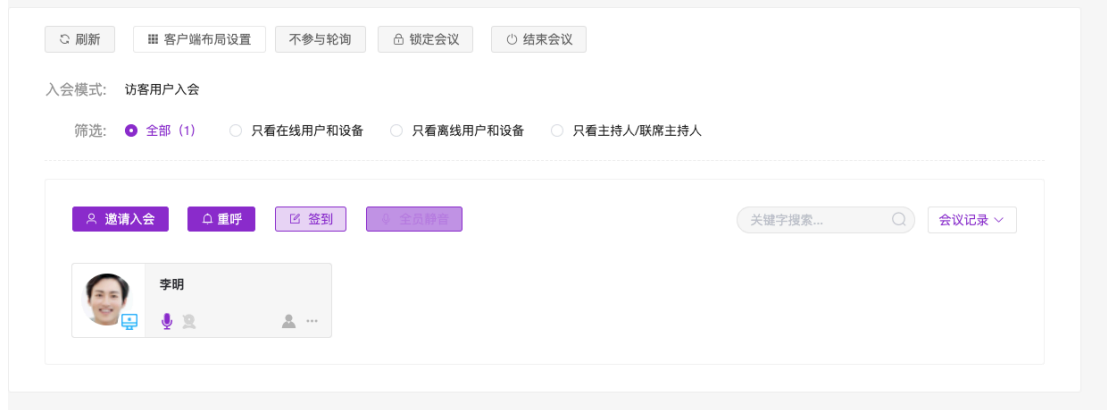 刷新 客户端布局设置 不参与轮询 锁定会议 结束会议
入会模式: 访客用户入会
筛选: 全部（1） 只看在线用户和设备 只看离线用户和设备 只看主持人/联席主持人
邀请入会 重呼 签到 全员静音 关键字搜索... 会议记录
李明